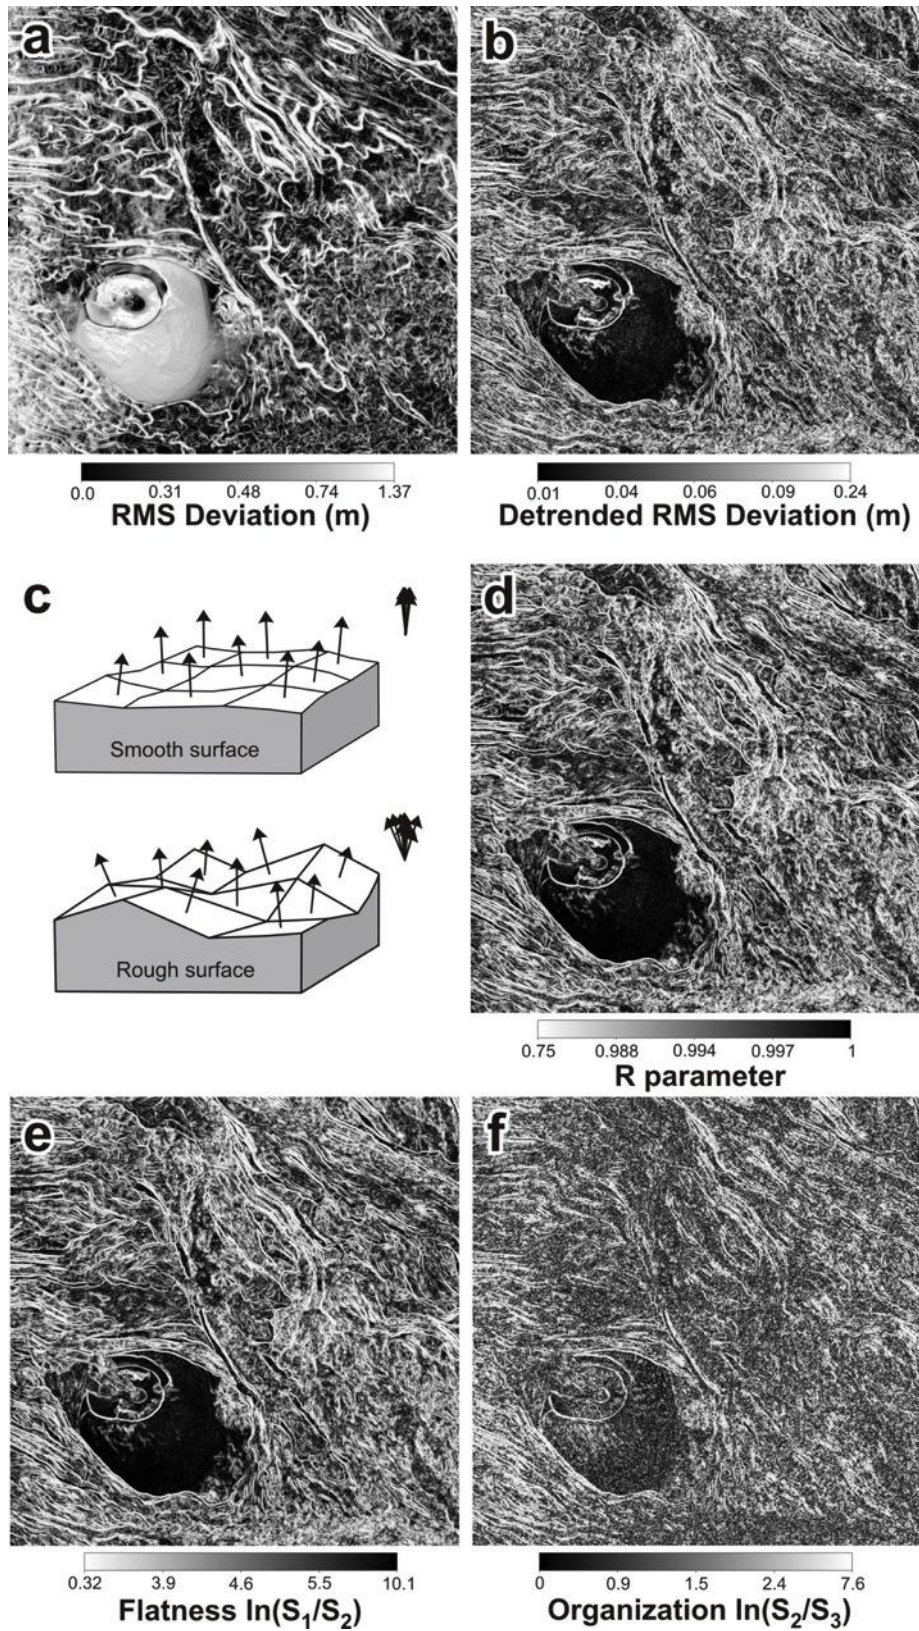 a
b
0.0 0.31 0.48 0.74 1.37
RMS Deviation (m)
0.01 0.04 0.06 0.09 0.24
Detrended RMS Deviation (m)
c
Smooth surface
Rough surface
d
0.75 0.988 0.994 0.997 1
R parameter
e
f
0.32 3.9 4.6 5.5 10.1
Flatness ln(S₁/S₂)
0 0.9 1.5 2.4 7.6
Organization ln(S₂/S₃)